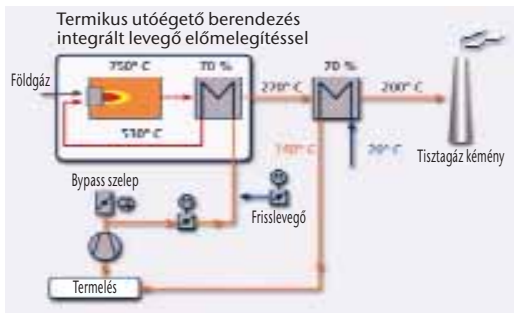 Termikus utóégető berendezés
integrált levegő előmelegítéssel
750° C
70 %
70 %
Földgáz
270° C
200° C
530° C
140° C
20° C
Tisztagáz kémény
Bypass szelep
Frisslevegő
Termelés